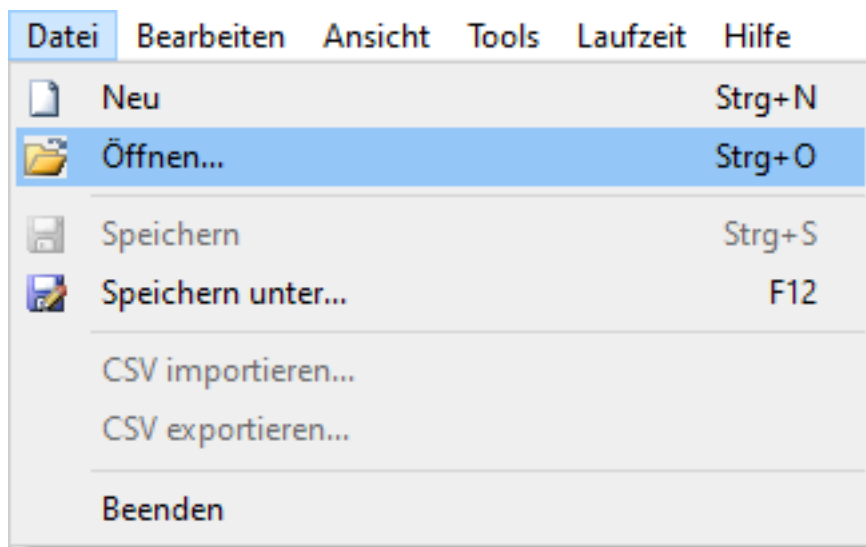 Datei Bearbeiten Ansicht Tools Laufzeit Hilfe
Neu Strg+N
Öffnen... Strg+O
Speichern Strg+S
Speichern unter... F12
CSV importieren...
CSV exportieren...
Beenden